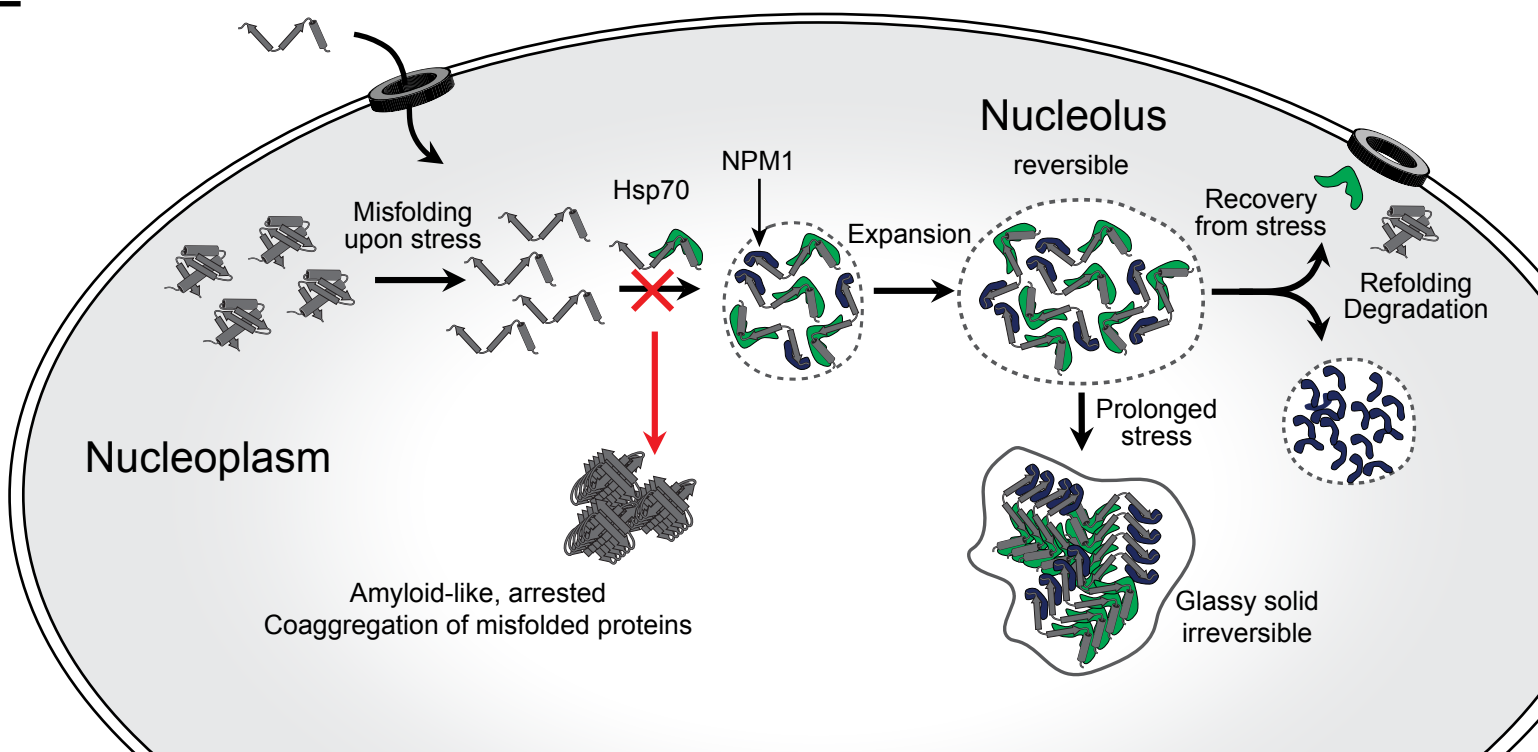 Nucleolus
reversible
NPM1
Hsp70
Misfolding
upon stress
Expansion
Recovery
from stress
Refolding
Degradation
Prolonged
stress
Nucleoplasm
Amyloid-like, arrested
Coaggregation of misfolded proteins
Glassy solid
irreversible